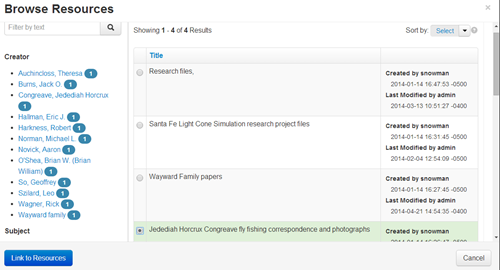 Browse Resources
×
Filter by text
Showing 1 - 4 of 4 Results
Sort by: Select
Creator
Auchincloss, Theresa 1
Burns, Jack O. 1
Congreave, Jedediah Horcrux 1
Hallman, Eric J. 1
Harkness, Robert 1
Norman, Michael L. 1
Novick, Aaron 1
O'Shea, Brian W. (Brian
William) 1
So, Geoffrey 1
Szilard, Leo 1
Wagner, Rick 1
Wayward family 1
Subject
Title
Research files,
Created by snowman
2014-01-14 16:47:53 -0500
Last Modified by admin
2014-03-13 10:51:27 -0400
Santa Fe Light Cone Simulation research project files
Created by snowman
2014-01-14 16:31:45 -0500
Last Modified by admin
2014-02-04 12:54:09 -0500
Wayward Family papers
Created by snowman
2014-01-14 16:27:45 -0500
Last Modified by admin
2014-04-21 14:54:35 -0400
Jedediah Horcrux Congreave fly fishing correspondence and photographs
Created by snowman
Link to Resources
Cancel